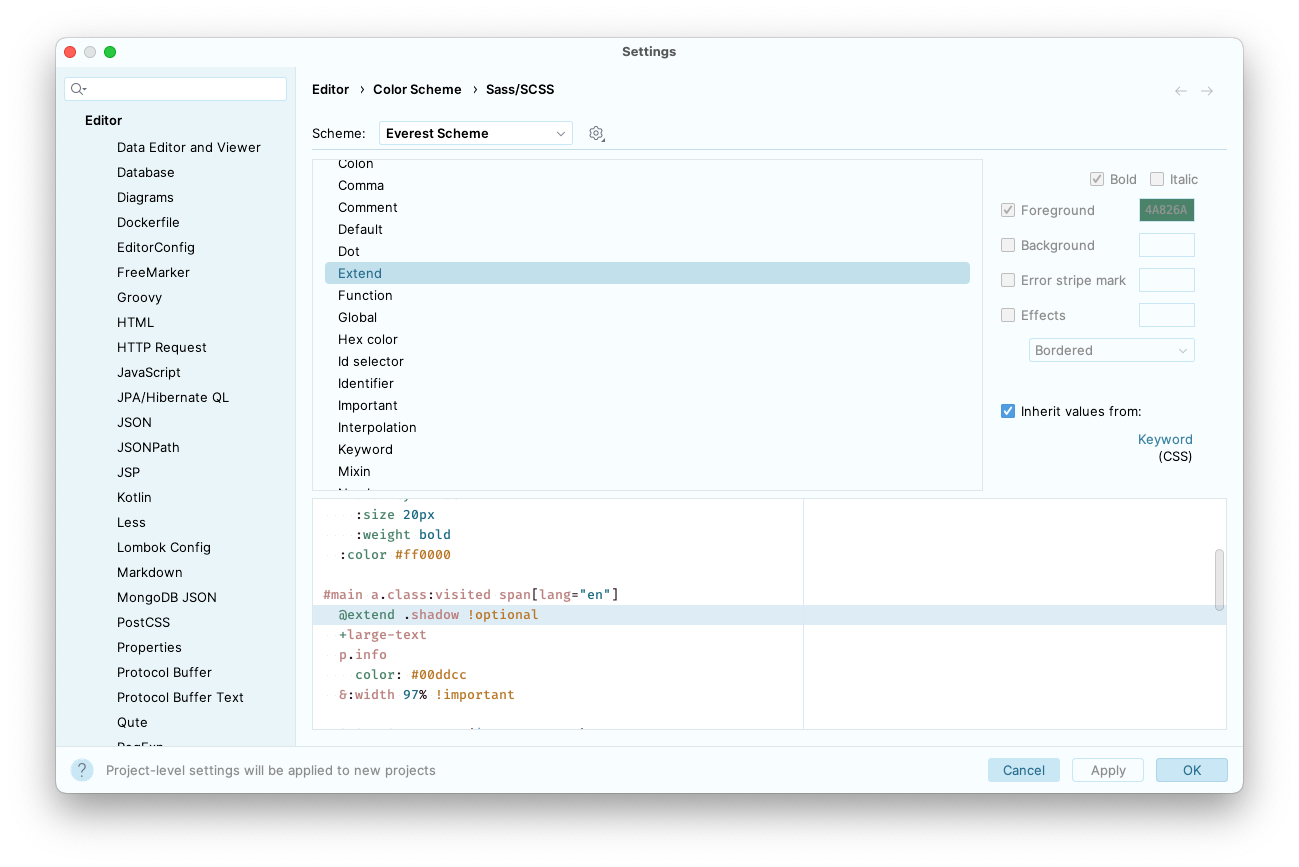 Settings
Editor › Color Scheme › Sass/SCSS
Scheme: Everest Scheme
Editor
Data Editor and Viewer
Database
Diagrams
Dockerfile
EditorConfig
FreeMarker
Groovy
HTML
HTTP Request
JavaScript
JPA/Hibernate QL
JSON
JSONPath
JSP
Kotlin
Less
Lombok Config
Markdown
MongoDB JSON
PostCSS
Properties
Protocol Buffer
Protocol Buffer Text
Qute
RegExp
Colon
Comma
Comment
Default
Dot
Extend
Function
Global
Hex color
Id selector
Identifier
Important
Interpolation
Keyword
Mixin
Bold Italic
Foreground 4A826A
Background
Error stripe mark
Effects
Bordered
Inherit values from:
Keyword
(CSS)
:size 20px
:weight bold
:color #ff0000
#main a.class:visited span[lang="en"]
@extend .shadow !optional
+large-text
p.info
color: #00ddcc
&:width 97% !important
? Project-level settings will be applied to new projects
Cancel Apply OK